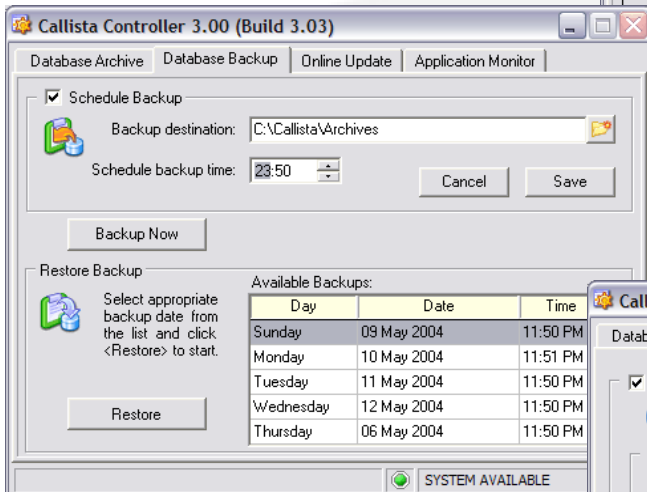 Callista Controller 3.00 (Build 3.03)
Database Archive Database Backup Online Update Application Monitor
Schedule Backup
Backup destination: C:\Callista\Archives
Schedule backup time: 23:50
Cancel Save
Backup Now
Restore Backup
Select appropriate
backup date from
the list and click
<Restore> to start.
Restore
Available Backups:
Day Date Time
Sunday 09 May 2004 11:50 PM
Monday 10 May 2004 11:51 PM
Tuesday 11 May 2004 11:50 PM
Wednesday 12 May 2004 11:50 PM
Thursday 06 May 2004 11:50 PM
SYSTEM AVAILABLE
Call
Datab